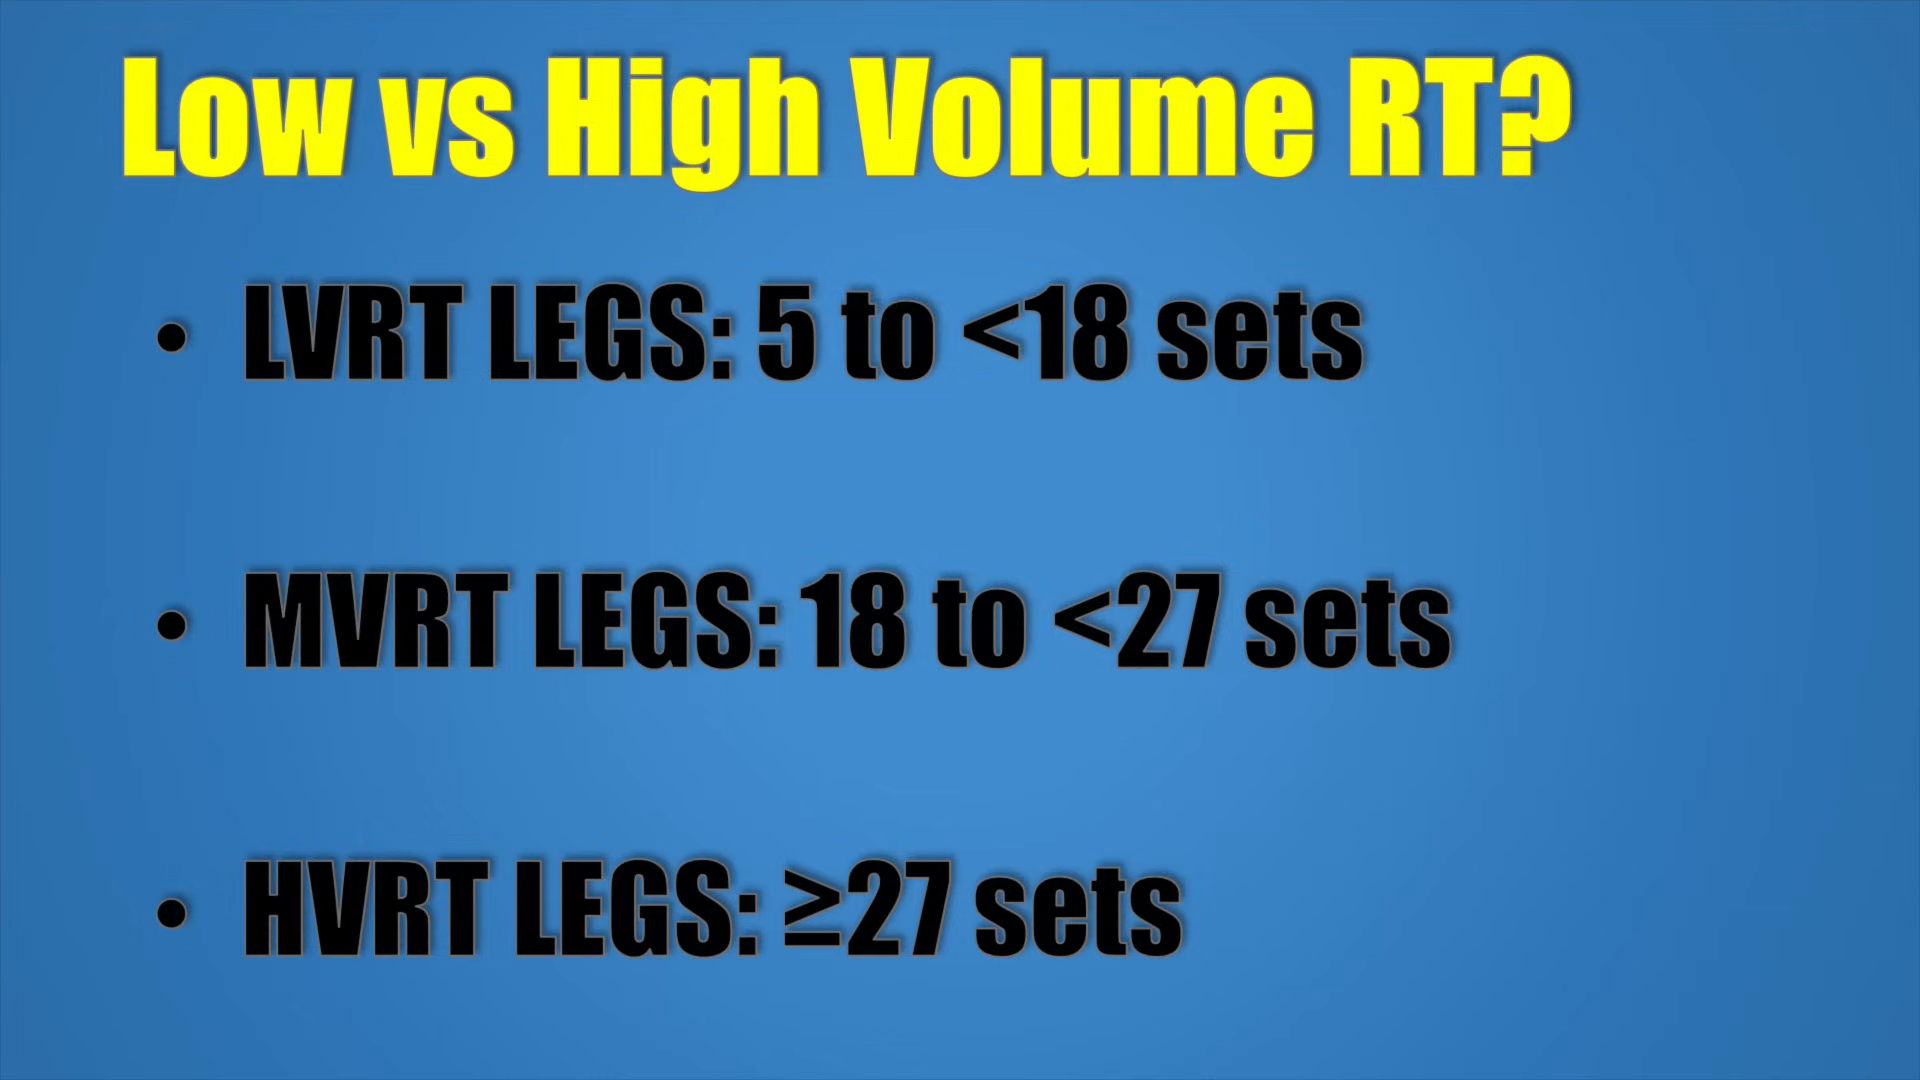 Low vs High Volume RT?
• LVRT LEGS: 5 to <18 sets
• MVRT LEGS: 18 to <27 sets
• HVRT LEGS: ≥27 sets